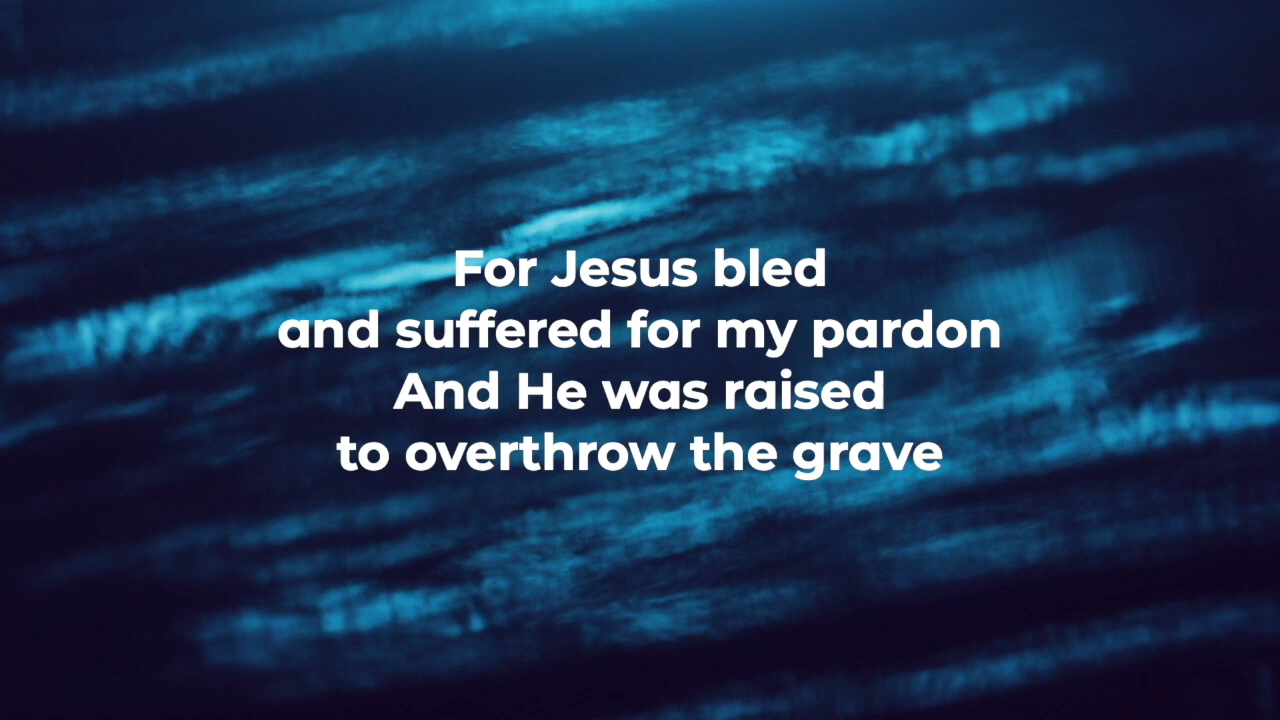 For Jesus bled
and suffered for my pardon
And He was raised
to overthrow the grave